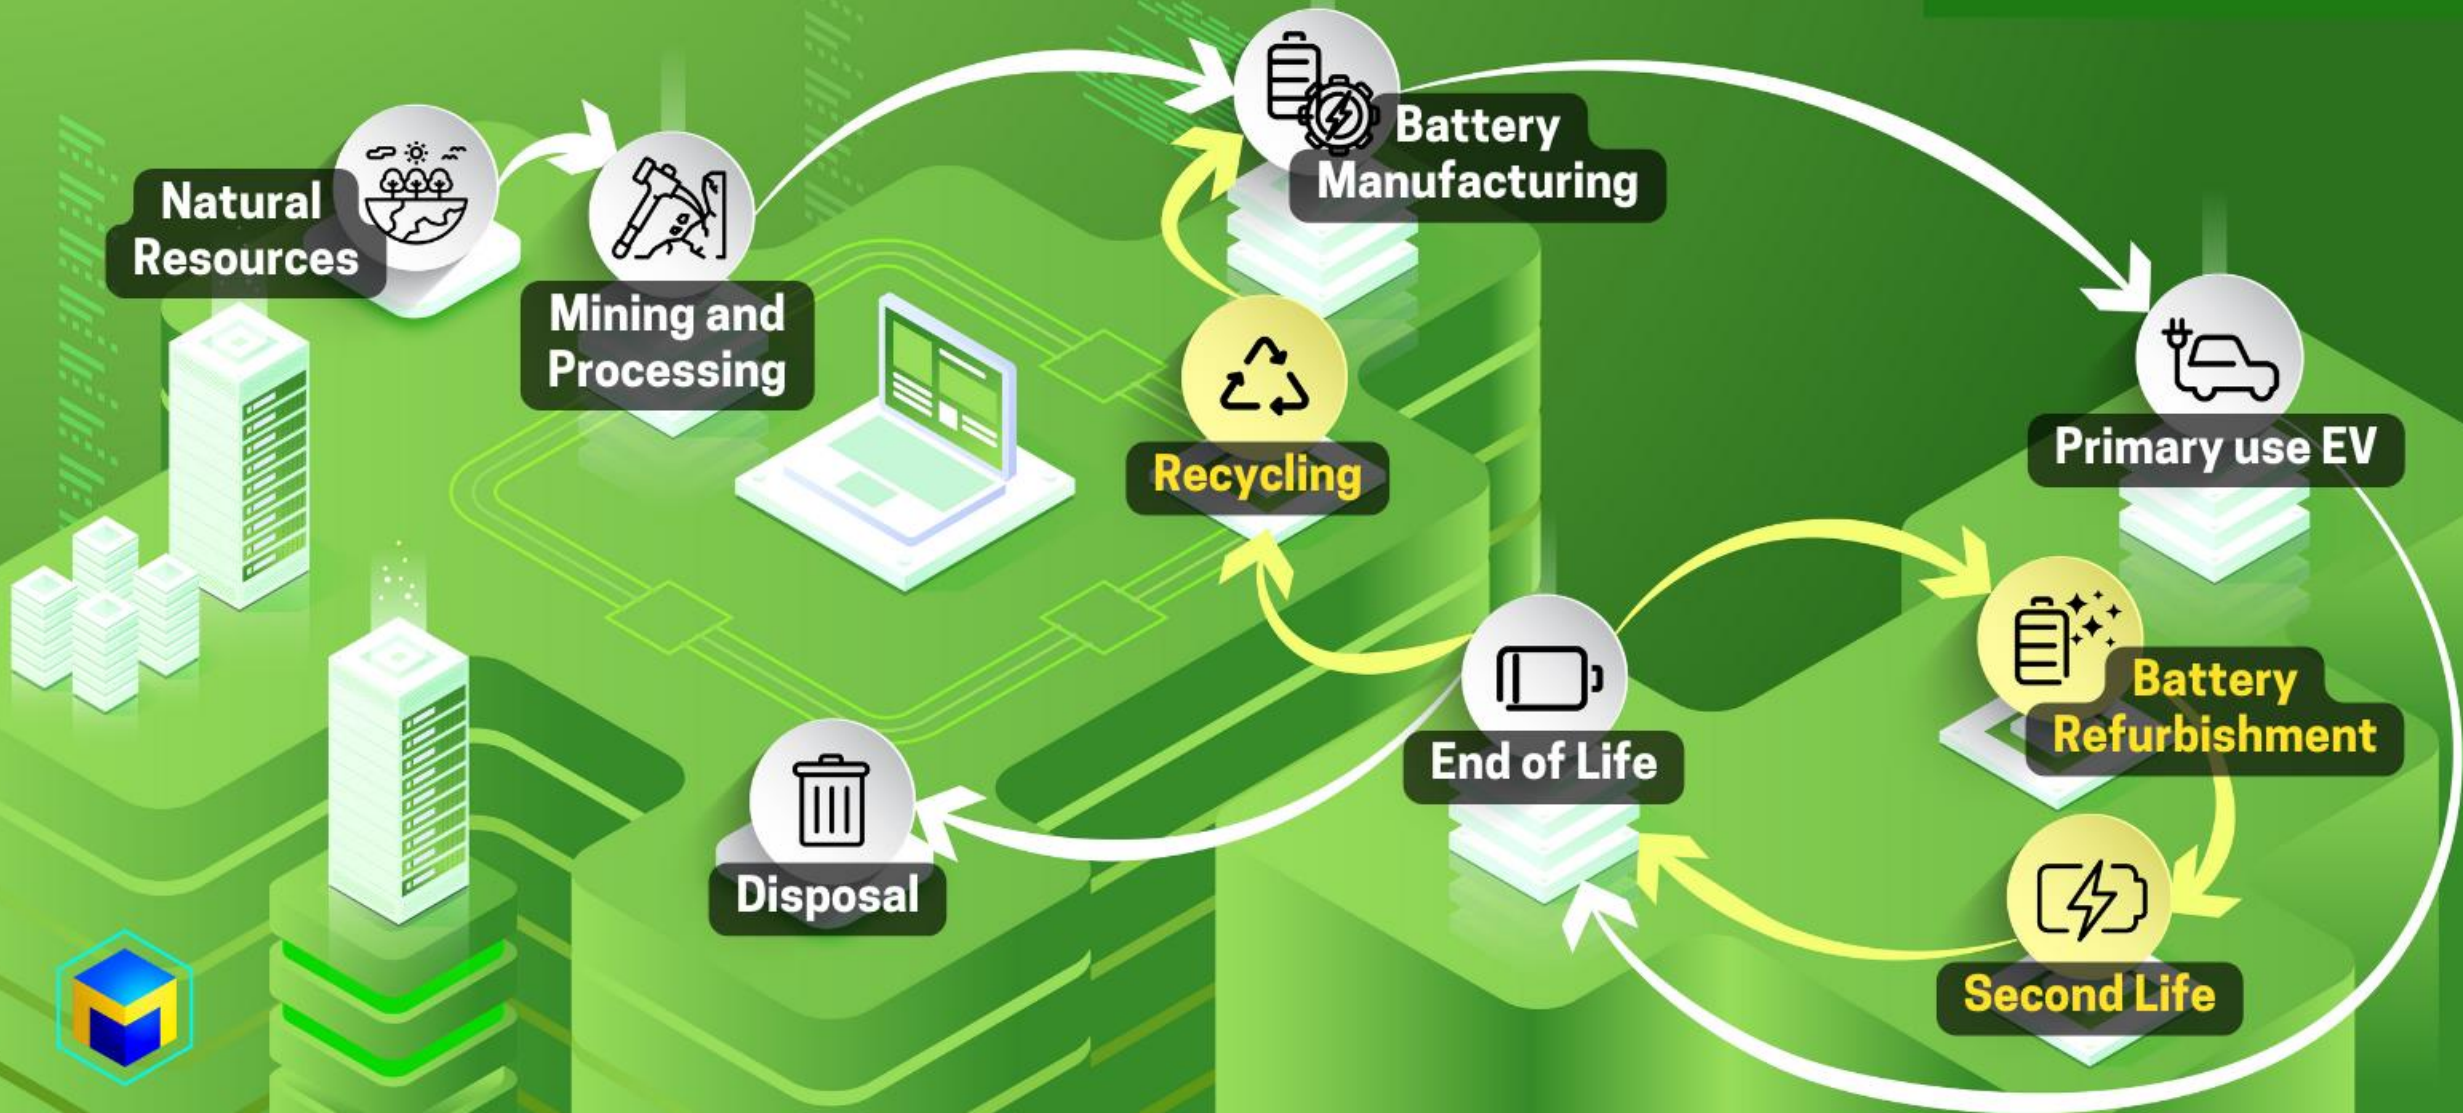 Natural
Resources
Mining and
Processing
Battery
Manufacturing
Recycling
Primary use EV
End of Life
Battery
Refurbishment
Disposal
Second Life